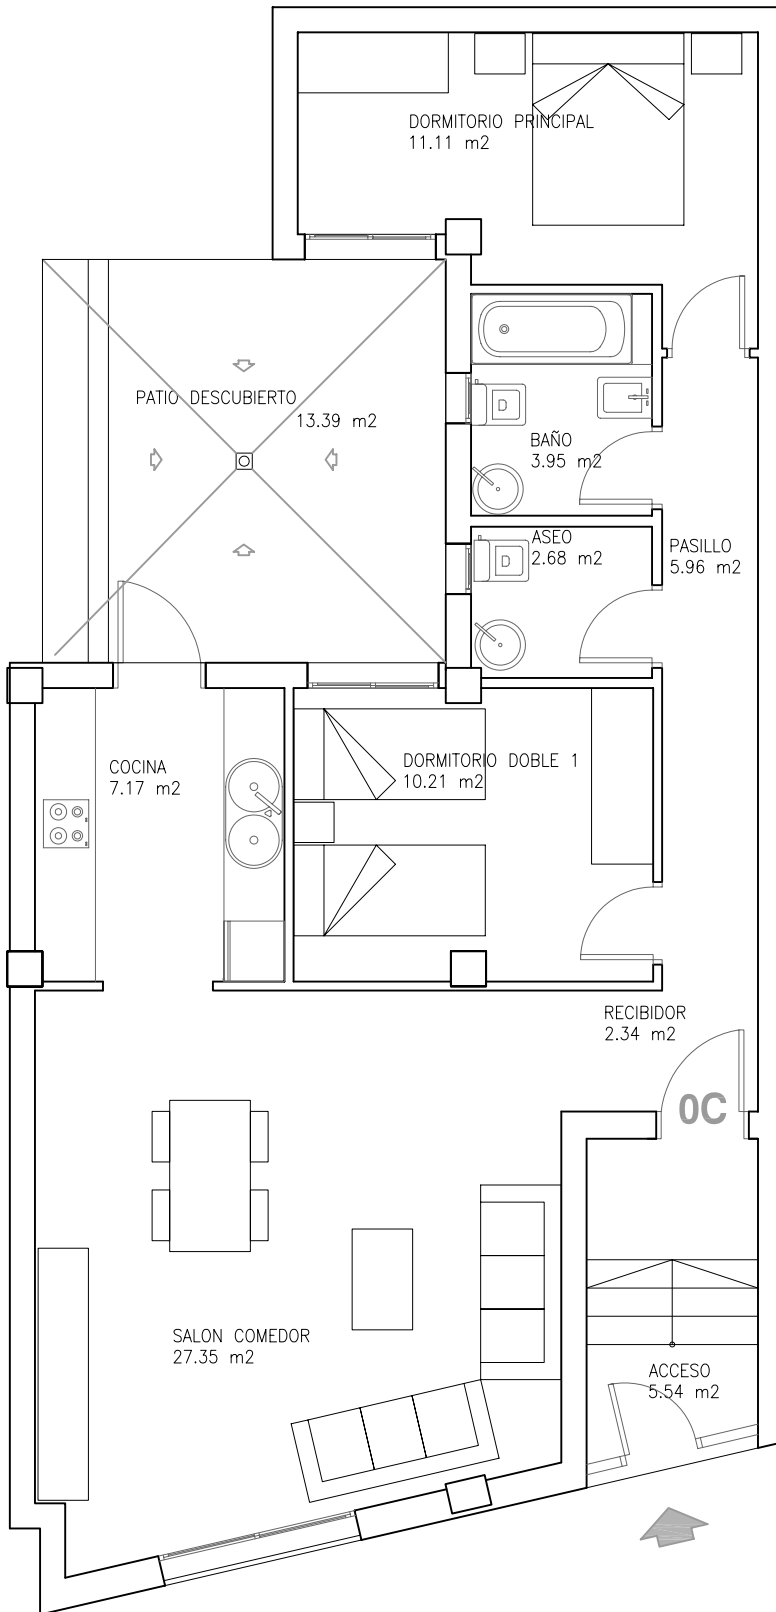 DORMITORIO PRINCIPAL
11.11 m2
PATIO DESCUBIERTO
13.39 m2
BAÑO
3.95 m2
ASEO
2.68 m2
PASILLO
5.96 m2
COCINA
7.17 m2
DORMITORIO DOBLE 1
10.21 m2
RECIBIDOR
2.34 m2
0C
SALON COMEDOR
27.35 m2
ACCESO
5.54 m2